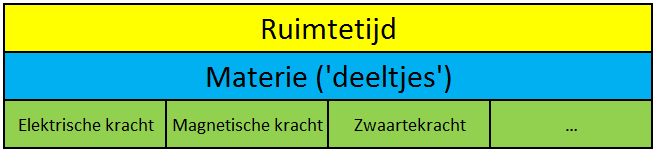 Ruimtetijd
Materie ('deeltjes')
Elektrische kracht Magnetische kracht Zwaartekracht ...